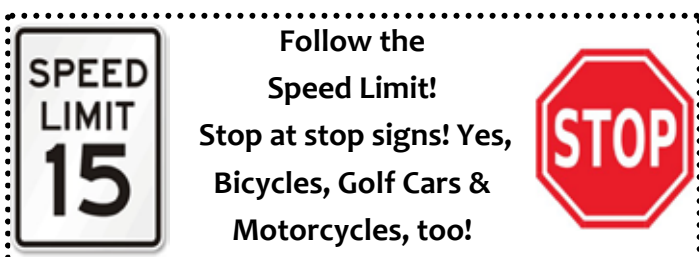 SPEED
LIMIT
15
Follow the
Speed Limit!
Stop at stop signs! Yes,
Bicycles, Golf Cars &
Motorcycles, too!
STOP